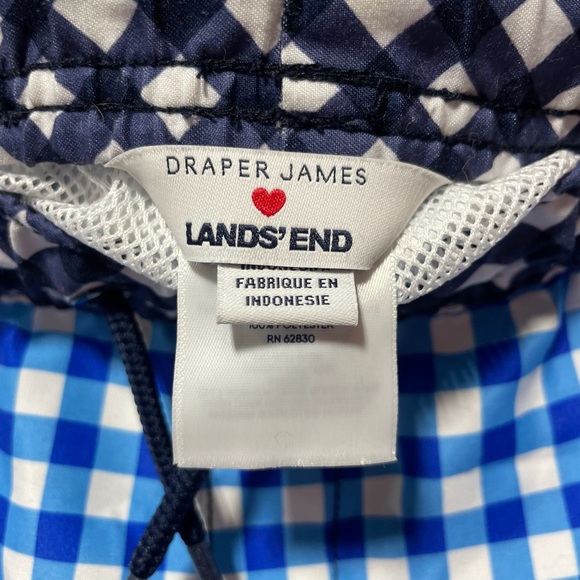 DRAPER JAMES
LANDS' END
FABRIQUE EN
INDONESIE
100% POLYESTER
RN 62830